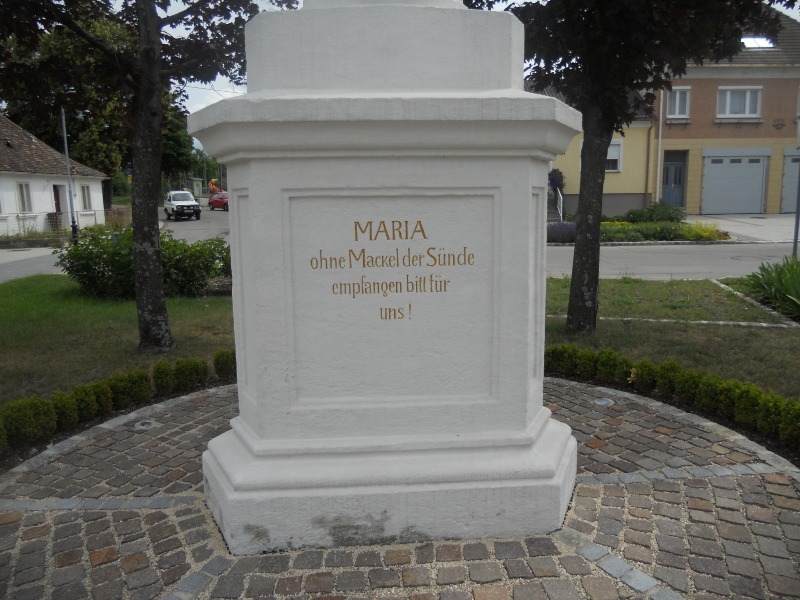 MARIA
ohne Mackel der Sünde
empfangen bitt für
uns!